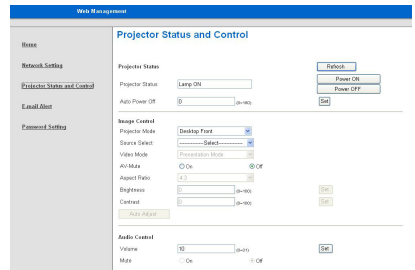 Web Management
Projector Status and Control
Home
Network Setting
Projector Status and Control
E-mail Alert
Password Setting
Projector Status
Refresh
Power ON
Projector Status Lamp ON
Power OFF
Auto Power Off 0 (0~180) Set
Image Control
Projector Mode Desktop Front
Source Select -------------Select-------------
Video Mode Presentation Mode
AV-Mute On Off
Aspect Ratio 4:3
Brightness 0 (0~100) Set
Contrast 0 (0~100) Set
Auto Adjust
Audio Control
Volume 10 (0~31) Set
Mute On Off